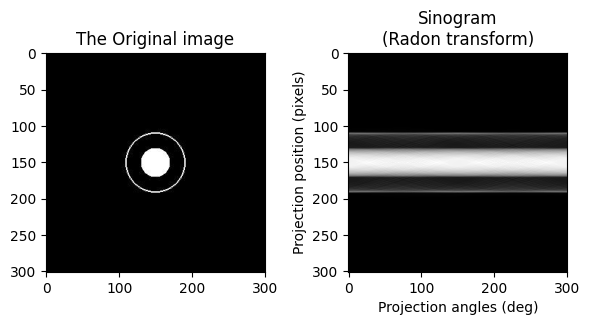 The Original image
0
50
100
150
200
250
300
0 100 200 300
Sinogram
(Radon transform)
Projection position (pixels)
0
50
100
150
200
250
300
0 100 200 300
Projection angles (deg)